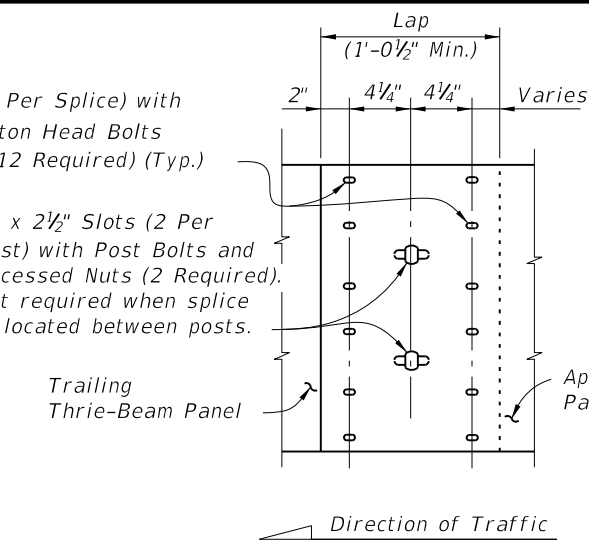 Lap
(1'-0½" Min.)
2" 4¼" 4¼" Varies
Per Splice) with
ton Head Bolts
12 Required) (Typ.)
x 2½" Slots (2 Per
st) with Post Bolts and
cessed Nuts (2 Required).
t required when splice
located between posts.
Trailing
Thrie-Beam Panel
Ap
Pa
Direction of Traffic